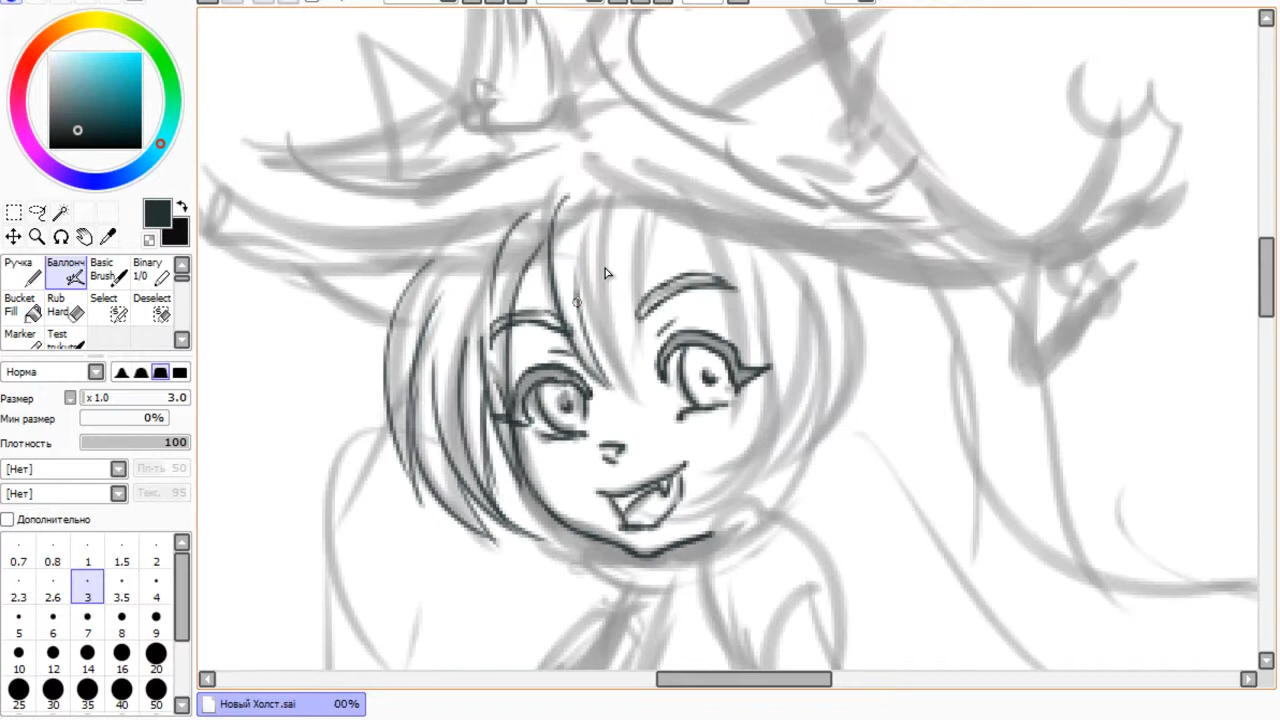 Ручка
Баллонч
Basic
Brush
Binary
1/0
Bucket
Fill
Rub
Hard
Select
Deselect
Marker
Test
Норма
Размер
x 1.0
3.0
Мин размер
0%
Плотность
100
[Нет]
Пл-ть 50
[Нет]
Текс. 95
Дополнительно
0.7 0.8 1 1.5 2
2.3 2.6 3 3.5 4
5 6 7 8 9
10 12 14 16 20
25 30 35 40 50
Новый Холст.sai 00%